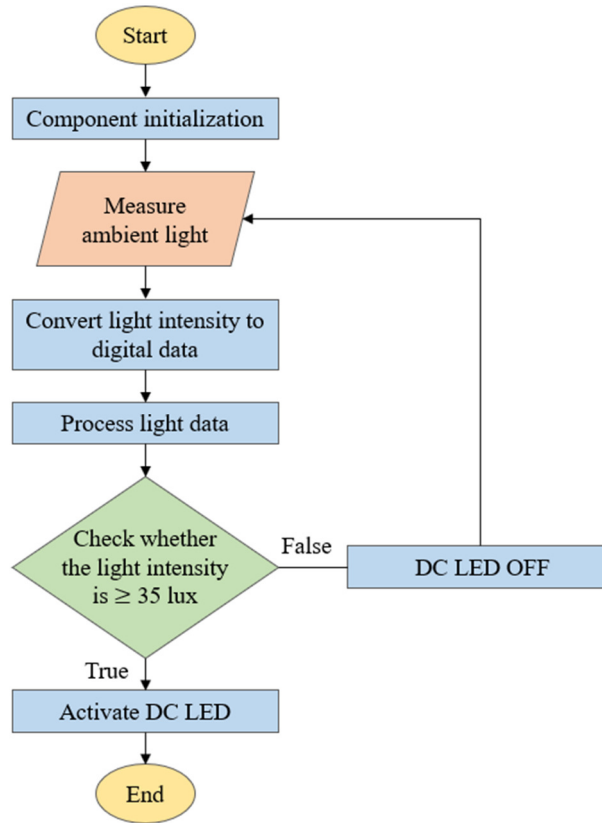 Start
Component initialization
Measure
ambient light
Convert light intensity to
digital data
Process light data
Check whether
the light intensity
is ≥ 35 lux
False
DC LED OFF
True
Activate DC LED
End